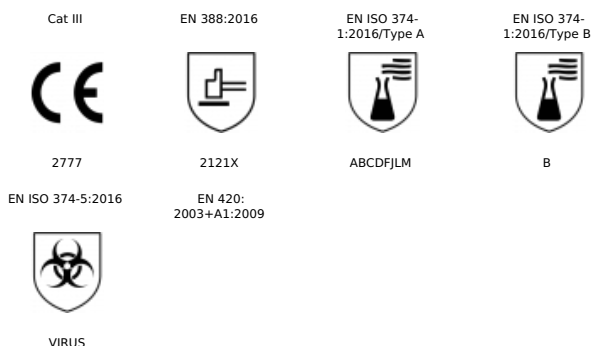 Cat III
EN 388:2016
EN ISO 374-
1:2016/Type A
EN ISO 374-
1:2016/Type B
CE
2777
2121X
ABCDFJLM
B
EN ISO 374-5:2016
EN 420:
2003+A1:2009
VIRUS